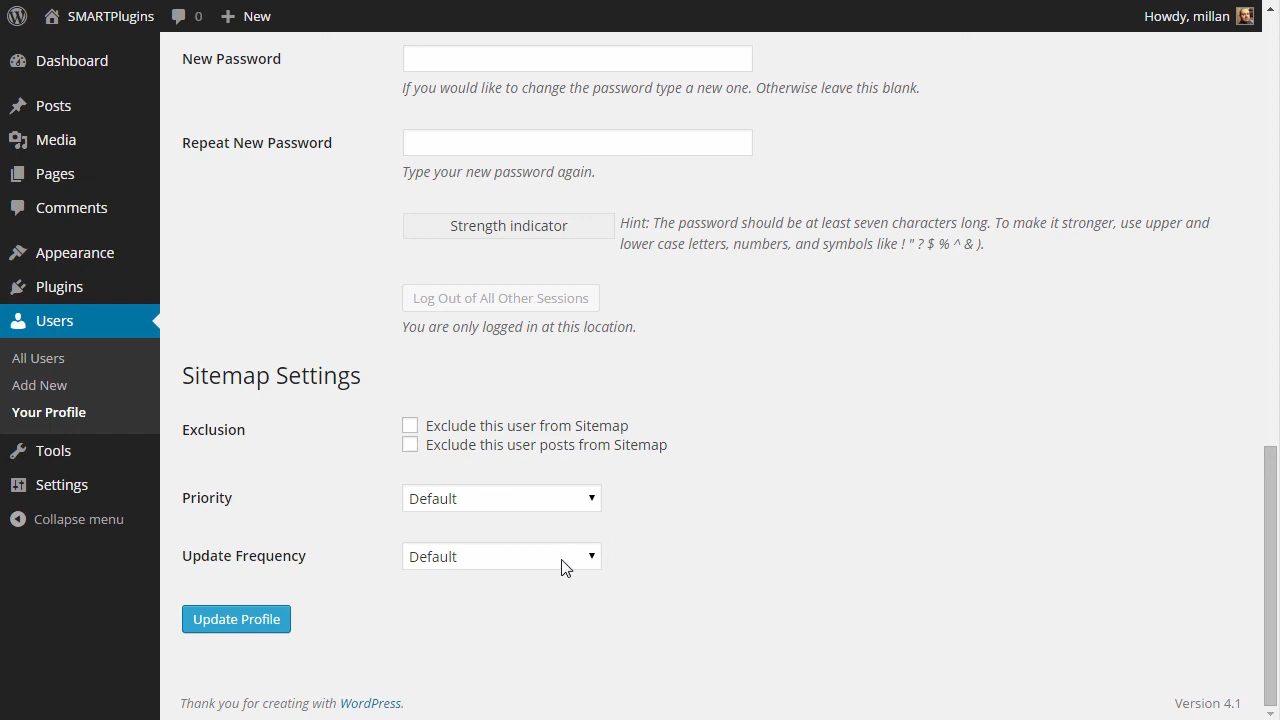 SMARTPlugins 0 New Howdy, millan
Dashboard
Posts
Media
Pages
Comments
Appearance
Plugins
Users
All Users
Add New
Your Profile
Tools
Settings
Collapse menu
New Password
If you would like to change the password type a new one. Otherwise leave this blank.
Repeat New Password
Type your new password again.
Strength indicator
Hint: The password should be at least seven characters long. To make it stronger, use upper and
lower case letters, numbers, and symbols like ! " ? $ % ^ & ).
Log Out of All Other Sessions
You are only logged in at this location.
Sitemap Settings
Exclusion
Exclude this user from Sitemap
Exclude this user posts from Sitemap
Priority
Default
Update Frequency
Default
Update Profile
Thank you for creating with WordPress.
Version 4.1